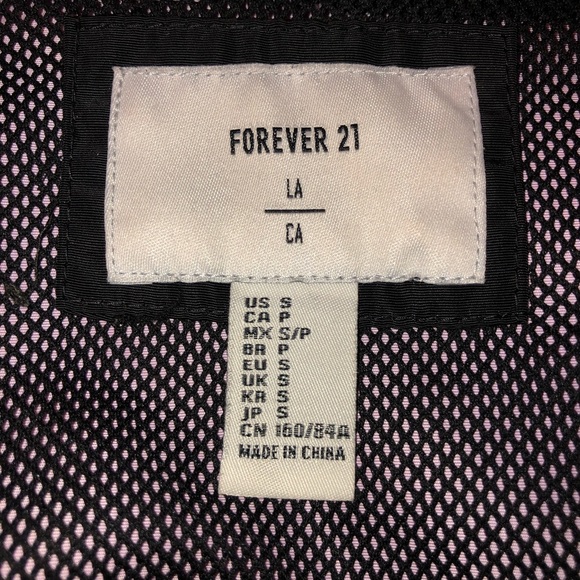 FOREVER 21
LA
CA
US S
CA P
MX S/P
BR P
EU S
UK S
KR S
JP S
CN 160/84A
MADE IN CHINA